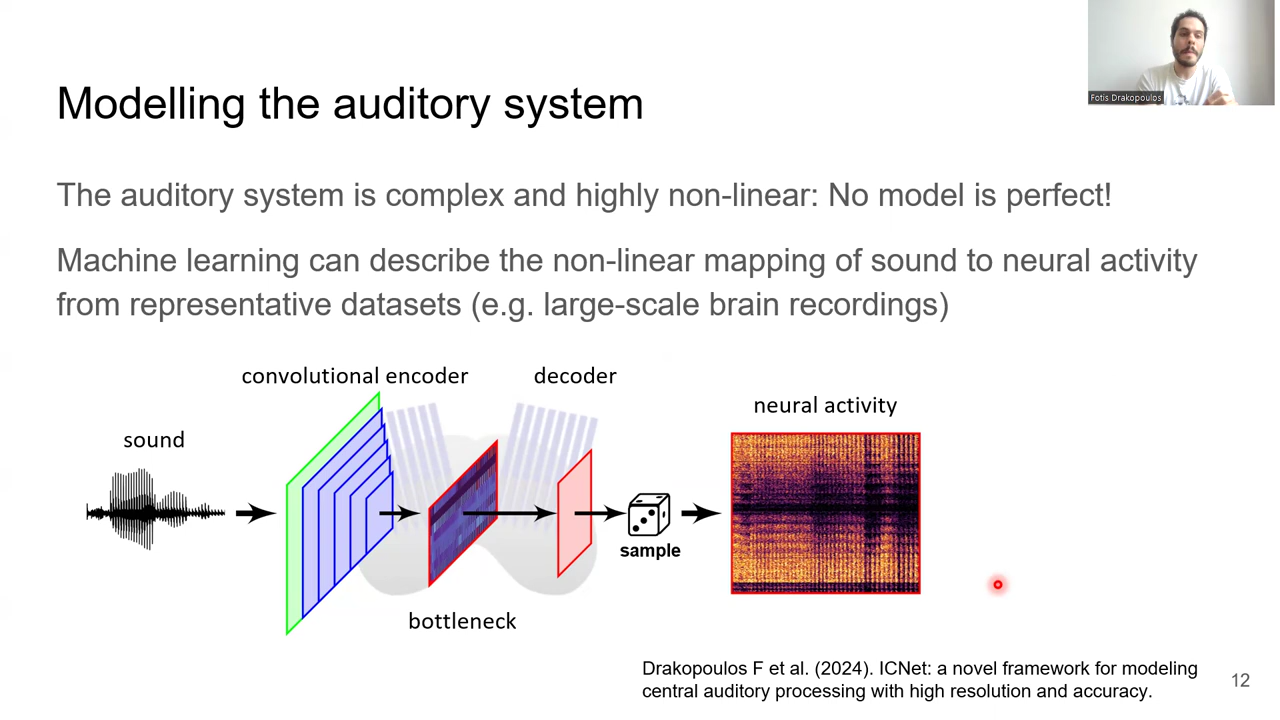 Fotis Drakopoulos
Modelling the auditory system
The auditory system is complex and highly non-linear: No model is perfect!
Machine learning can describe the non-linear mapping of sound to neural activity
from representative datasets (e.g. large-scale brain recordings)
convolutional encoder
decoder
neural activity
sound
sample
bottleneck
Drakopoulos F et al. (2024). ICNet: a novel framework for modeling
central auditory processing with high resolution and accuracy.
12